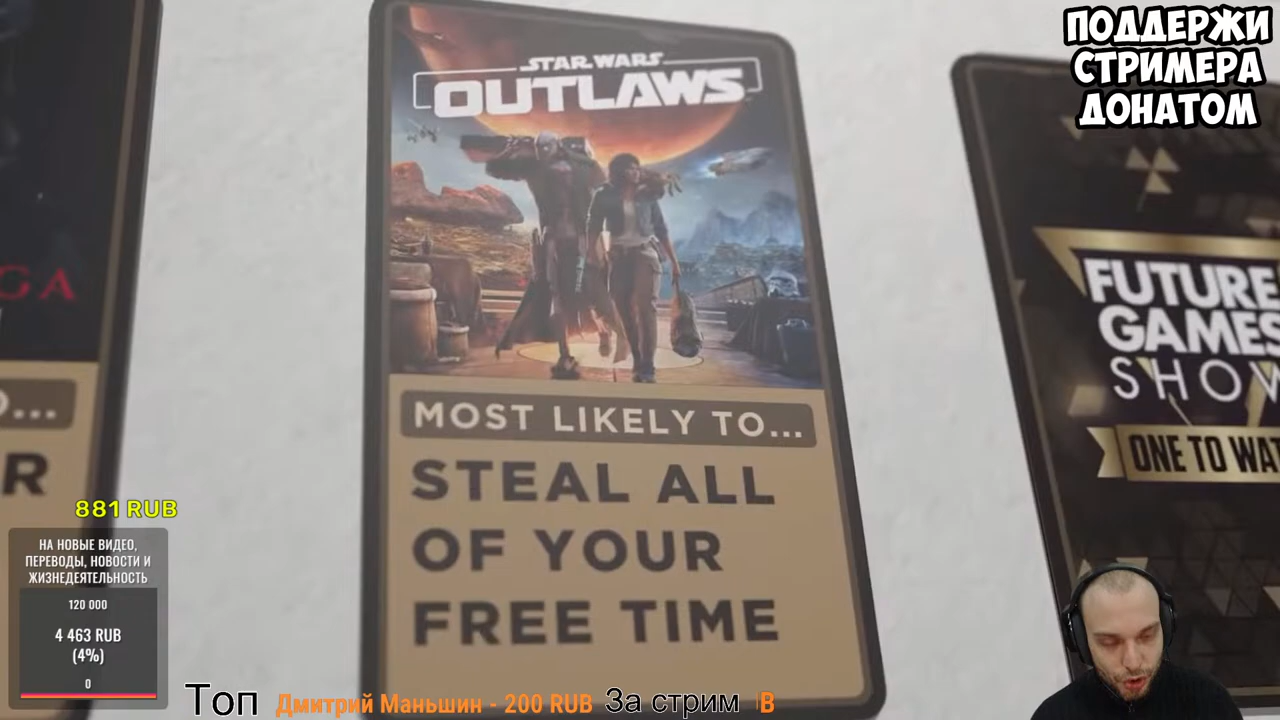 ПОДДЕРЖИ
СТРИМЕРА
ДОНАТОМ
STAR WARS
OUTLAWS
MOST LIKELY TO...
STEAL ALL
OF YOUR
FREE TIME
FUTURE
GAMES
SHOW
ONE TO
881 RUB
НА НОВЫЕ ВИДЕО,
ПЕРЕВОДЫ, НОВОСТИ И
ЖИЗНЕДЕЯТЕЛЬНОСТЬ
120 000
4 463 RUB
(4%)
0
Топ Дмитрий Маньшин - 200 RUB За стрим